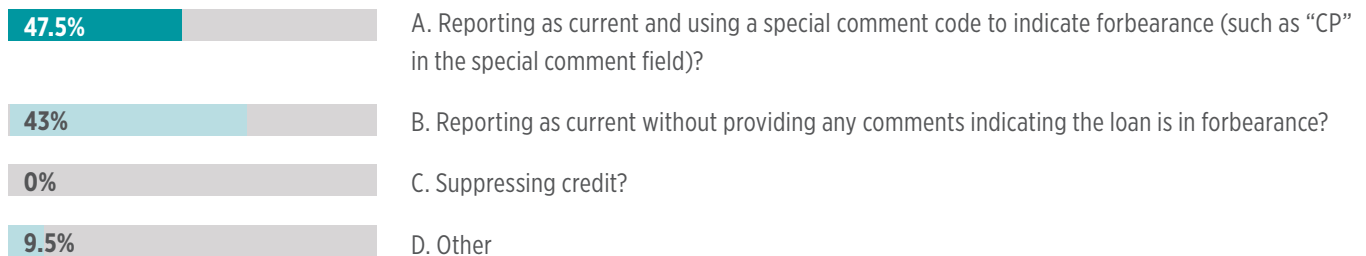 47.5% A. Reporting as current and using a special comment code to indicate forbearance (such as “CP”
in the special comment field)?
43% B. Reporting as current without providing any comments indicating the loan is in forbearance?
0% C. Suppressing credit?
9.5% D. Other